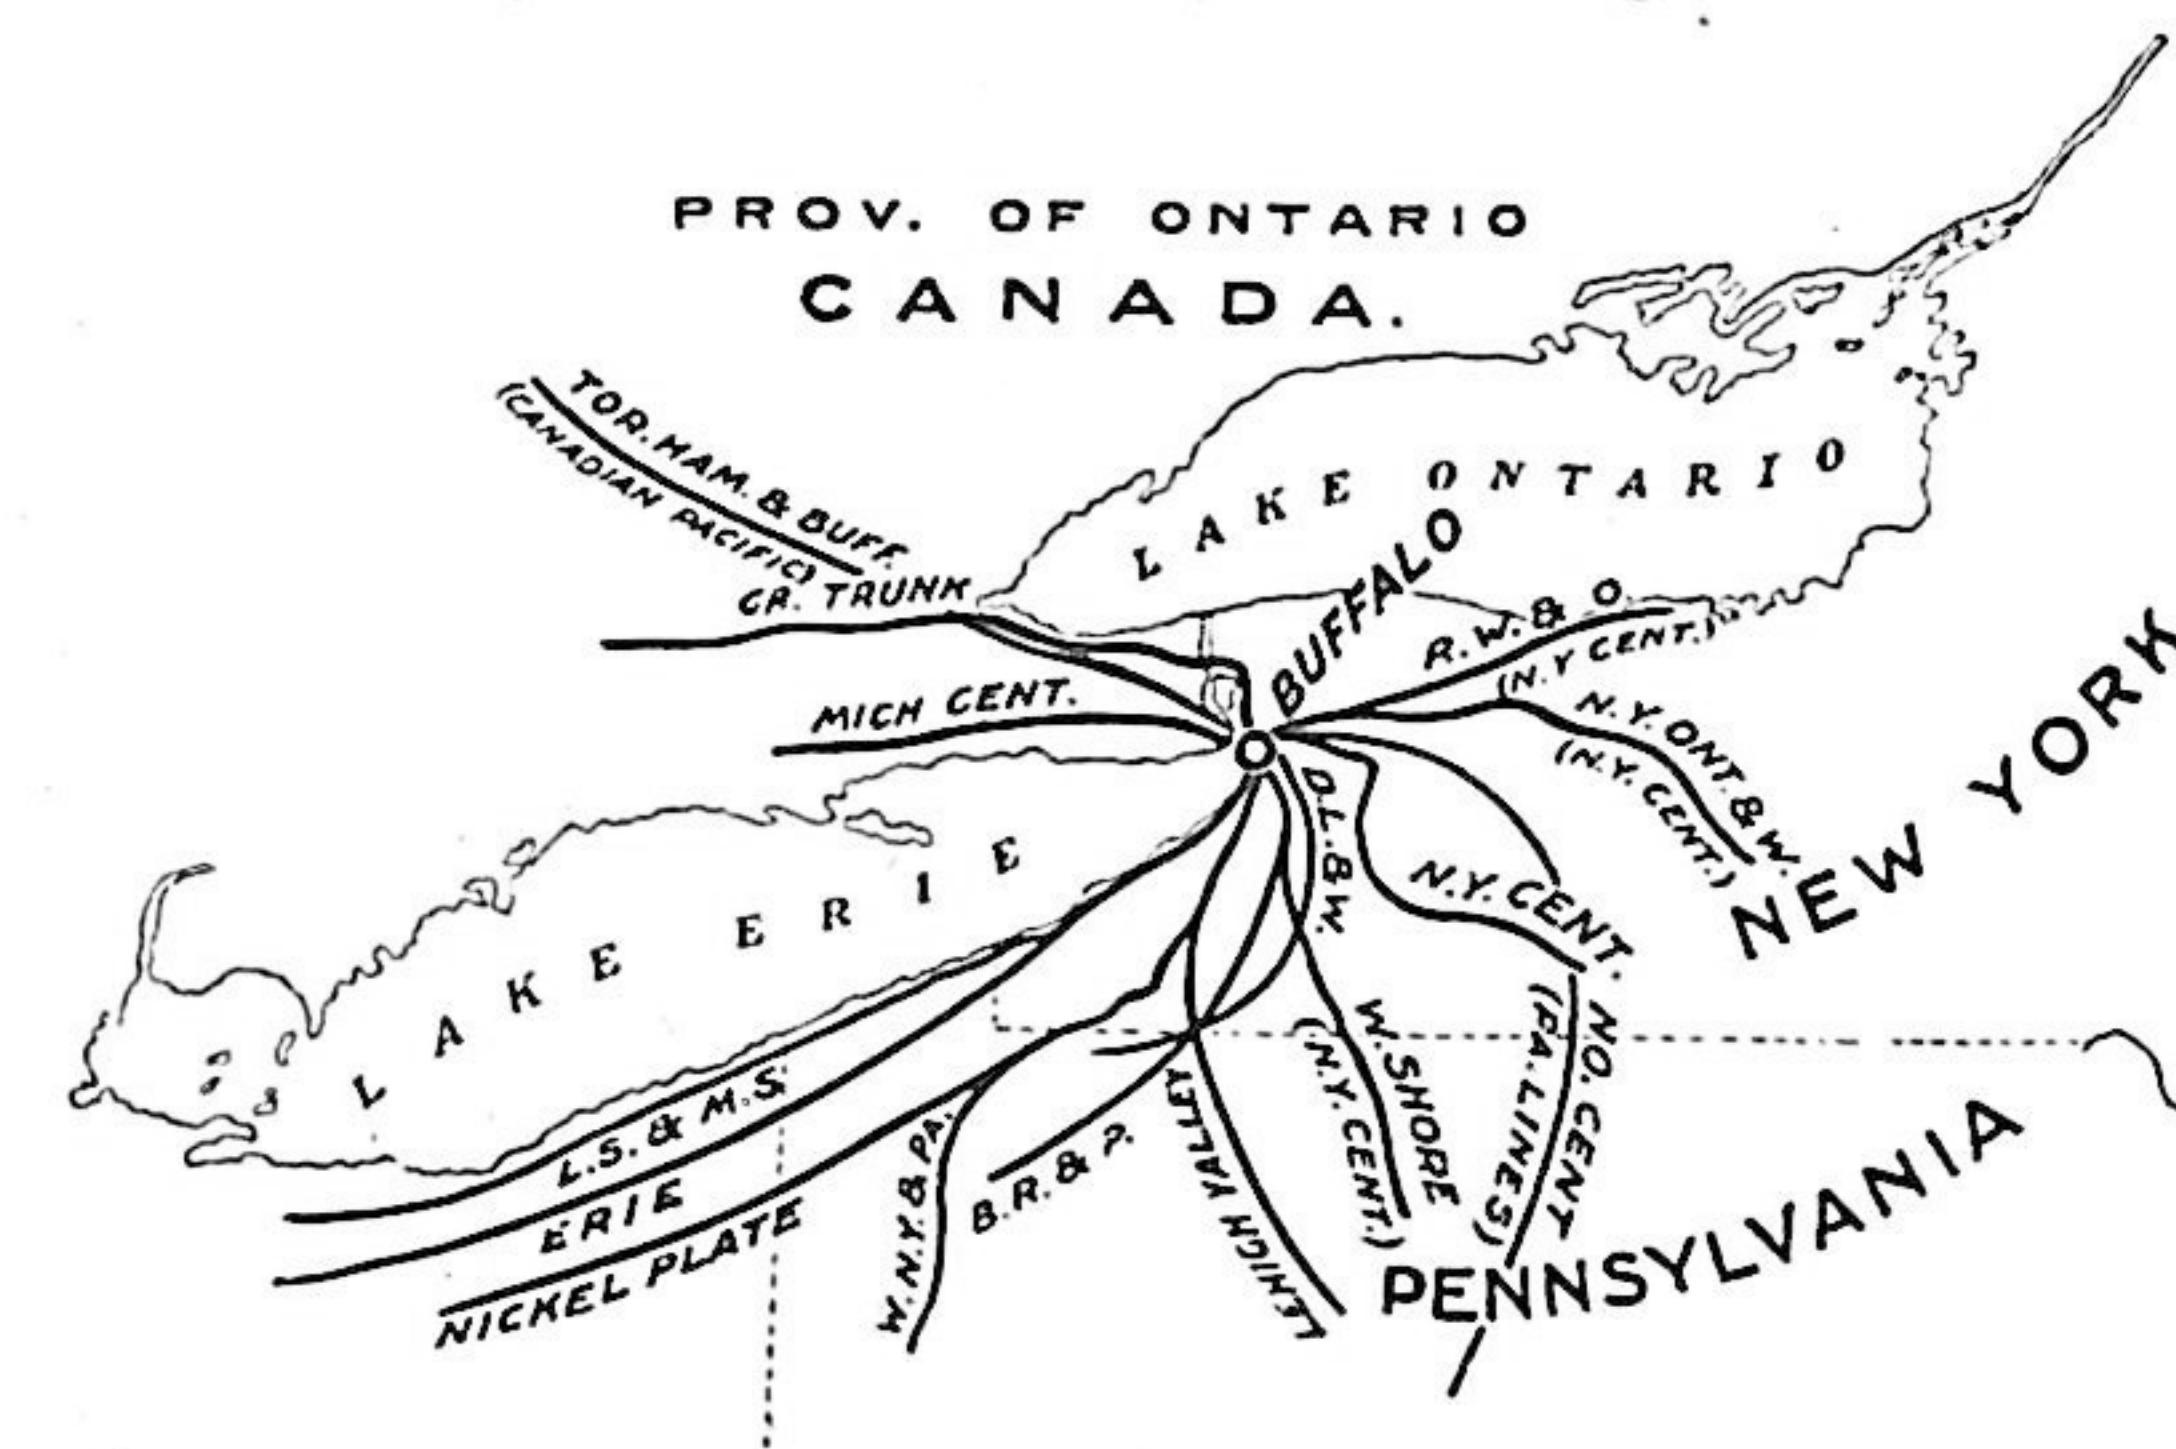 PROV. OF ONTARIO
CANADA.
TOR. HAM. & BUFF.
(CANADIAN PACIFIC)
GR. TRUNK
LAKE ONTARIO
BUFFALO
R.W. & O.
(N.Y CENT.)
MICH CENT.
N.Y. ONT. & W.
(N.Y. CENT.)
NEW YORK
D.L. & W.
N.Y. CENT.
LAKE ERIE
W. SHORE
(N.Y. CENT.)
NO. CENT
(PA. LINES)
L.S. & M.S.
ERIE
NICKEL PLATE
W.N.Y. & PA.
B.R. & P.
LEHIGH VALLEY
PENNSYLVANIA